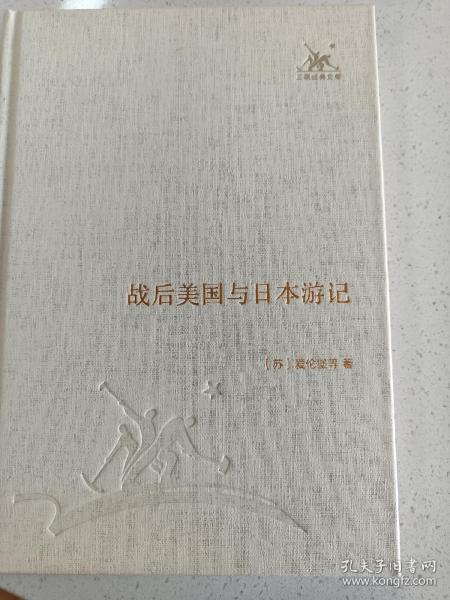 三联经典文库
战后美国与日本游记
〔苏〕爱伦堡等 著
孔夫子旧书网
www.kongfz.com